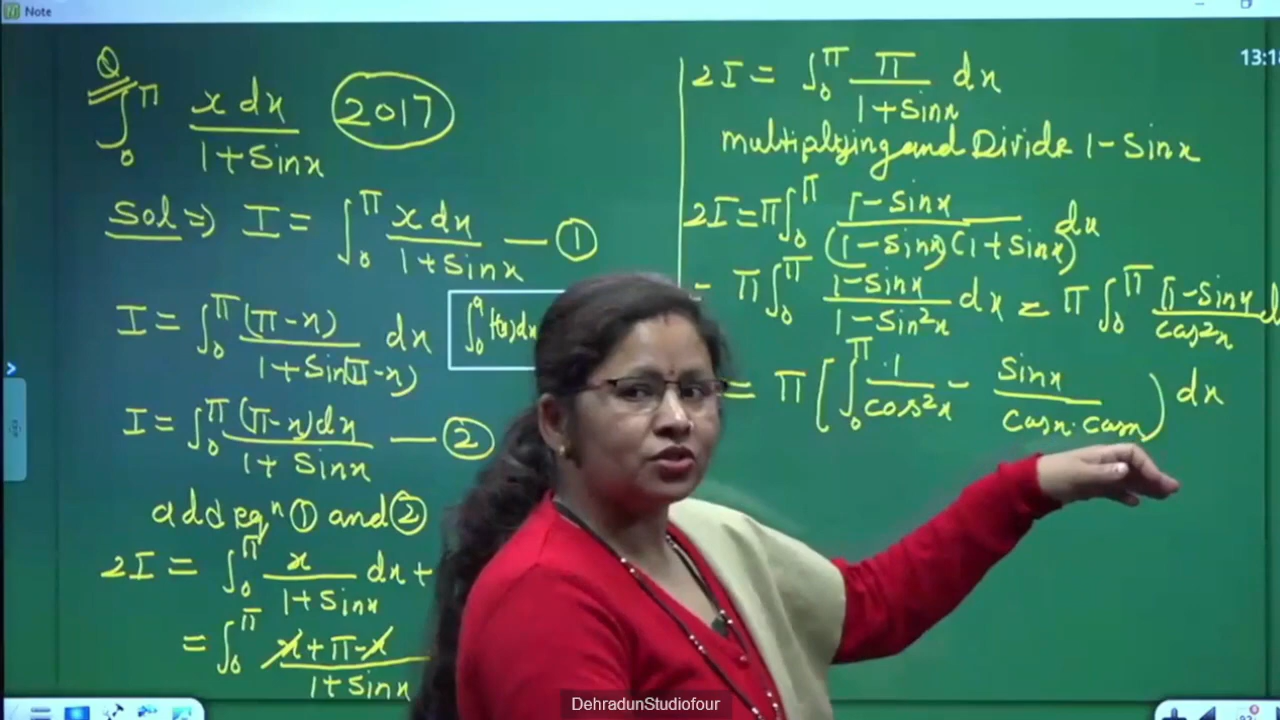 Note
13:18
Q
∫₀^π x dx / 1+Sinx 2017
Sol ⇒ I = ∫₀^π x dx / 1+Sinx — ①
I = ∫₀^π (π-x) / 1+Sin(π-x) dx
∫₀^a f(x)dx
I = ∫₀^π (π-x)dx / 1+Sinx — ②
add eqⁿ ① and ②
2I = ∫₀^π x / 1+Sinx dx +
= ∫₀^π x+π-x / 1+Sinx
2I = ∫₀^π π / 1+Sinx dx
multiplying and Divide 1-Sinx
2I = π∫₀^π 1-Sinx / (1-Sinx)(1+Sinx) dx
= π∫₀^π 1-Sinx / 1-Sin²x dx = π ∫₀^π 1-Sinx / cos²x d
= π [∫₀^π 1 / cos²x - Sinx / cosx·cosx) dx
DehradunStudiofour